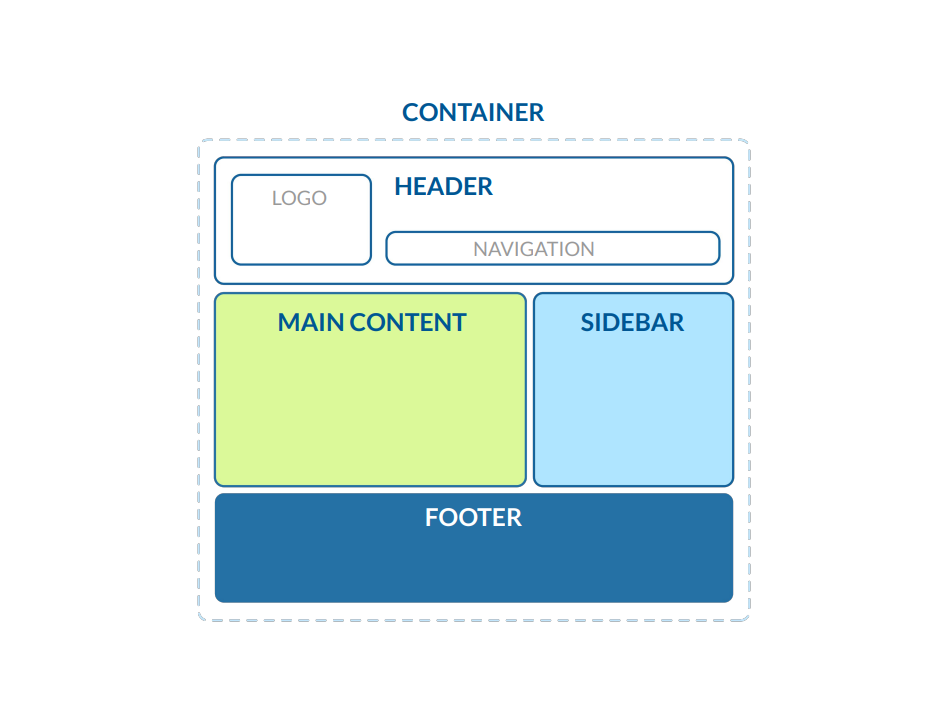 CONTAINER
LOGO
HEADER
NAVIGATION
MAIN CONTENT
SIDEBAR
FOOTER